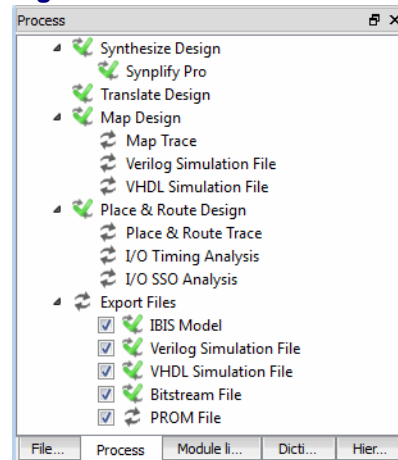 Process
Synthesize Design
Synplify Pro
Translate Design
Map Design
Map Trace
Verilog Simulation File
VHDL Simulation File
Place & Route Design
Place & Route Trace
I/O Timing Analysis
I/O SSO Analysis
Export Files
IBIS Model
Verilog Simulation File
VHDL Simulation File
Bitstream File
PROM File
File... Process Module li... Dicti... Hier...